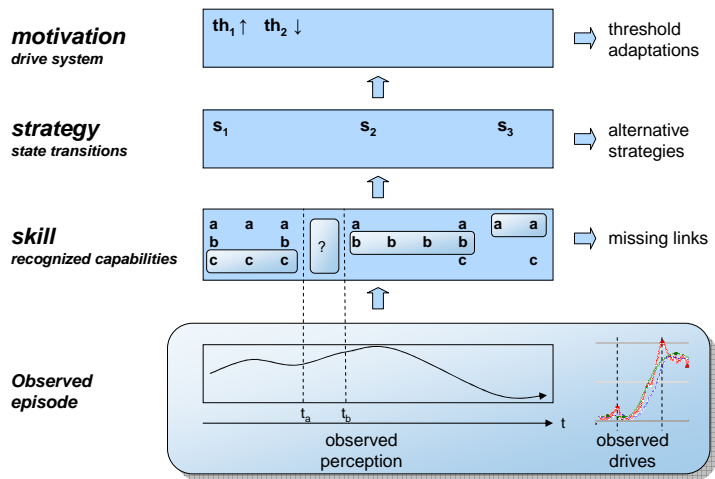 motivation
drive system
th1 ↑ th2 ↓
threshold
adaptations
strategy
state transitions
s1 s2 s3
alternative
strategies
skill
recognized capabilities
a a a a a a a
b b ? b b b b
c c c c c
missing links
Observed
episode
ta tb t
observed
perception
observed
drives